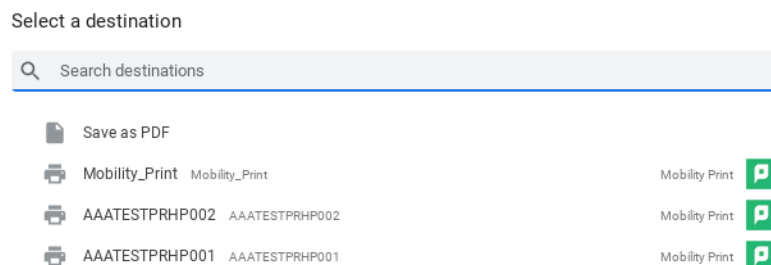 Select a destination
Search destinations
Save as PDF
Mobility_Print Mobility_Print Mobility Print
AAATESTPRHP002 AAATESTPRHP002 Mobility Print
AAATESTPRHP001 AAATESTPRHP001 Mobility Print